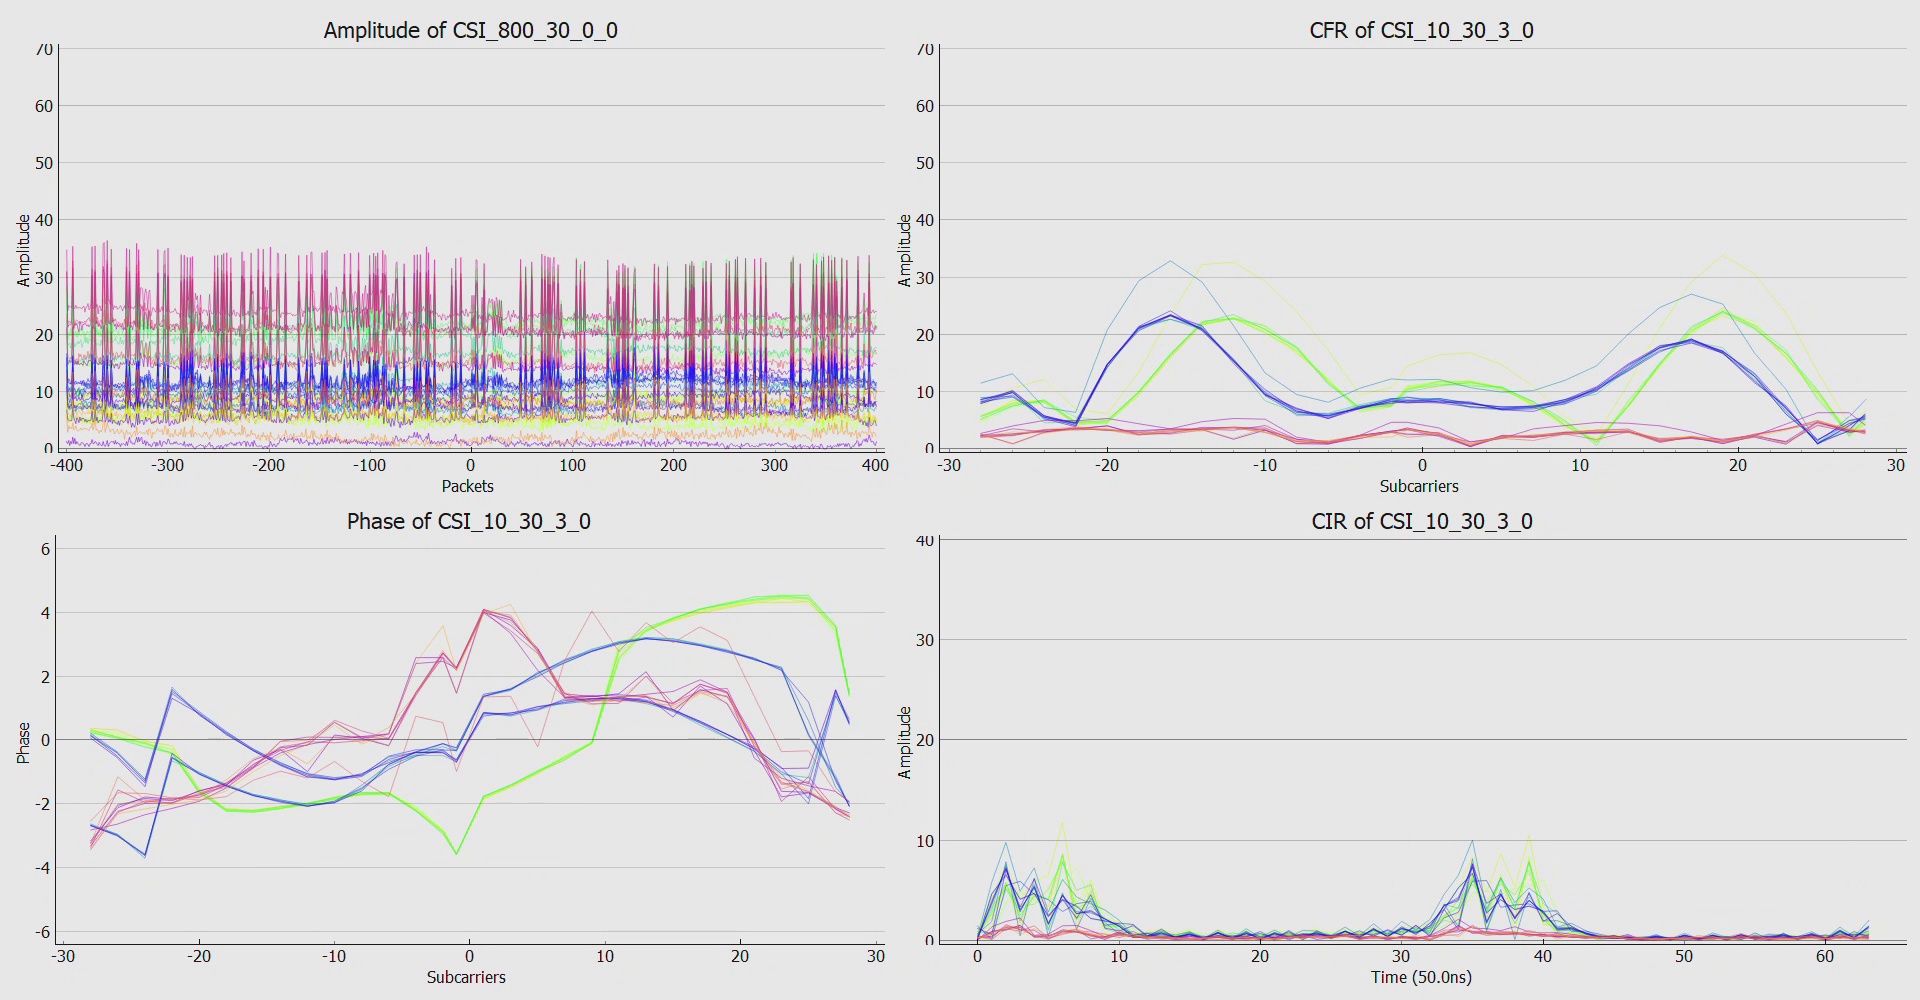 Amplitude of CSI_800_30_0_0
70
60
50
40
30
20
10
0
Amplitude
-400 -300 -200 -100 0 100 200 300 400
Packets
CFR of CSI_10_30_3_0
70
60
50
40
30
20
10
0
Amplitude
-30 -20 -10 0 10 20 30
Subcarriers
Phase of CSI_10_30_3_0
6
4
2
0
-2
-4
-6
Phase
-30 -20 -10 0 10 20 30
Subcarriers
CIR of CSI_10_30_3_0
40
30
20
10
0
Amplitude
0 10 20 30 40 50 60
Time (50.0ns)